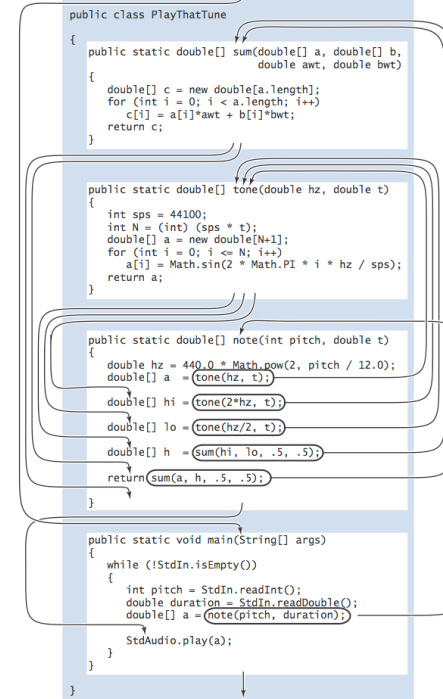 public class PlayThatTune
{
public static double[] sum(double[] a, double[] b,
double awt, double bwt)
{
double[] c = new double[a.length];
for (int i = 0; i < a.length; i++)
c[i] = a[i]*awt + b[i]*bwt;
return c;
}
public static double[] tone(double hz, double t)
{
int sps = 44100;
int N = (int) (sps * t);
double[] a = new double[N+1];
for (int i = 0; i <= N; i++)
a[i] = Math.sin(2 * Math.PI * i * hz / sps);
return a;
}
public static double[] note(int pitch, double t)
{
double hz = 440.0 * Math.pow(2, pitch / 12.0);
double[] a = tone(hz, t);
double[] hi = tone(2*hz, t);
double[] lo = tone(hz/2, t);
double[] h = sum(hi, lo, .5, .5);
return sum(a, h, .5, .5);
}
public static void main(String[] args)
{
while (!StdIn.isEmpty())
{
int pitch = StdIn.readInt();
double duration = StdIn.readDouble();
double[] a = note(pitch, duration);
StdAudio.play(a);
}
}
}